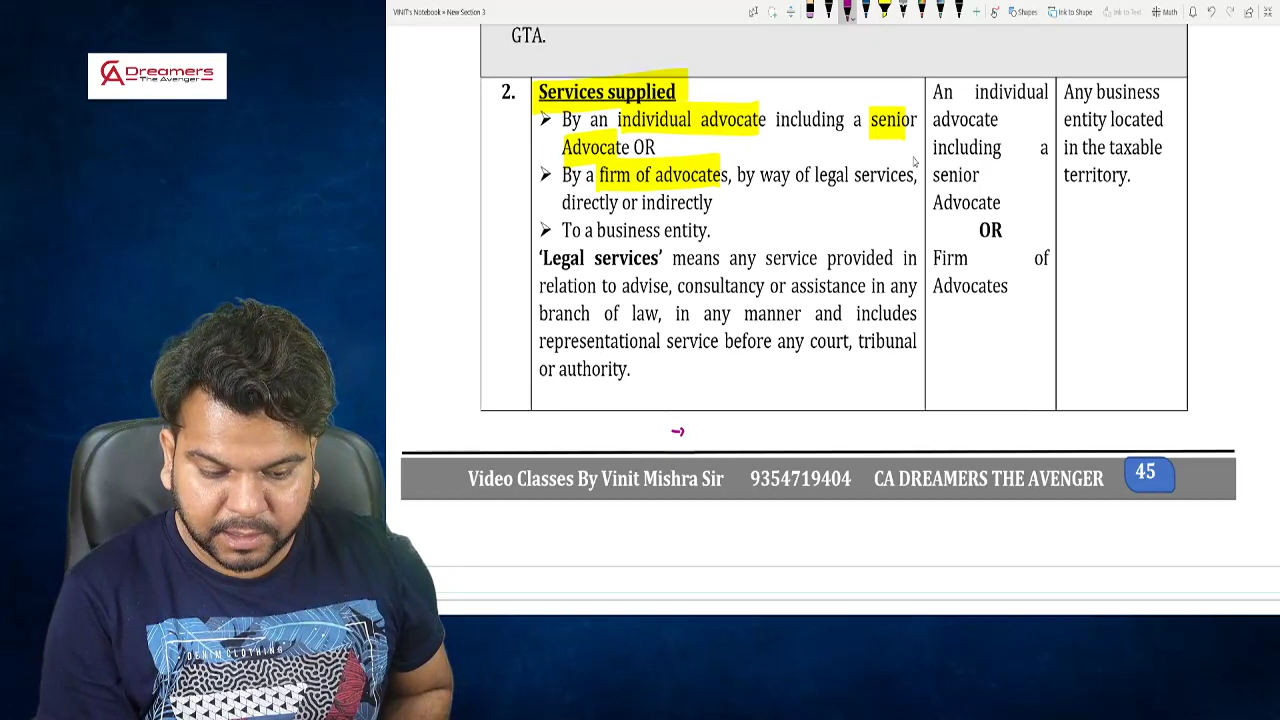 VINIT's Notebook » New Section 3
Shapes
Ink to Shape
Ink to Text
Math
CA Dreamers
The Avenger
GTA.
2.
Services supplied
➢ By an individual advocate including a senior
Advocate OR
➢ By a firm of advocates, by way of legal services,
directly or indirectly
➢ To a business entity.
‘Legal services’ means any service provided in
relation to advise, consultancy or assistance in any
branch of law, in any manner and includes
representational service before any court, tribunal
or authority.
An individual
advocate
including a
senior
Advocate
OR
Firm of
Advocates
Any business
entity located
in the taxable
territory.
Video Classes By Vinit Mishra Sir 9354719404 CA DREAMERS THE AVENGER 45
DENIM CLOTHING